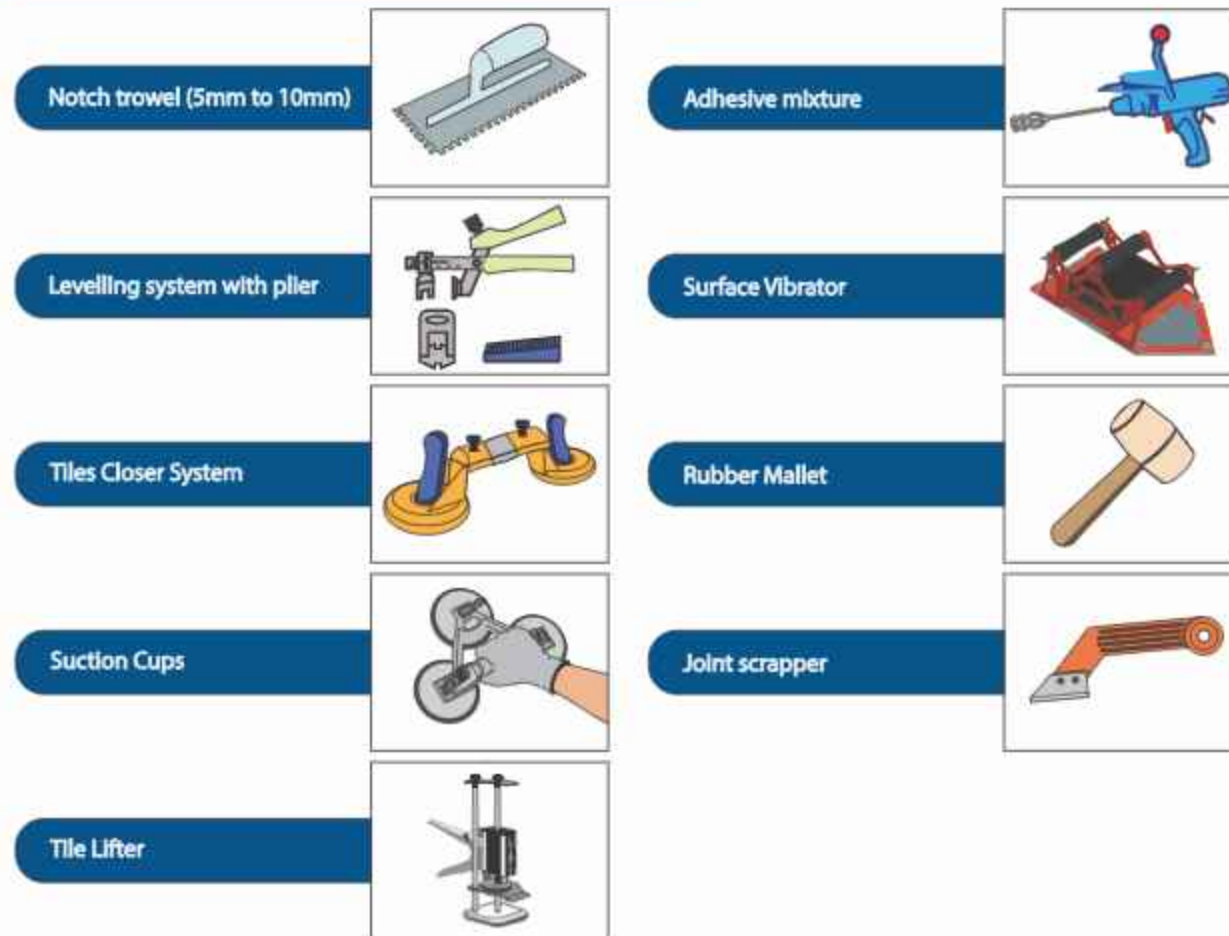 Notch trowel (5mm to 10mm)
Levelling system with plier
Tiles Closer System
Suction Cups
Tile Lifter
Adhesive mixture
Surface Vibrator
Rubber Mallet
Joint scrapper